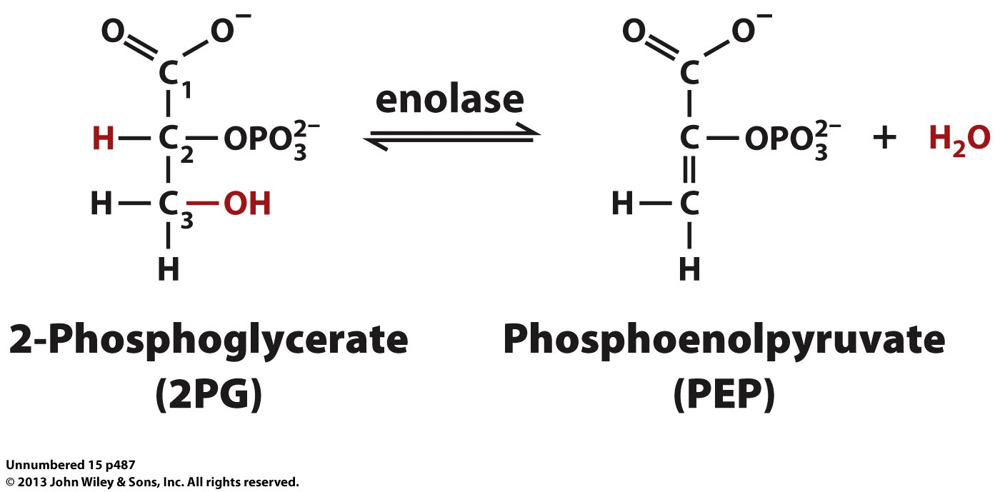 O O⁻ O O⁻
C₁ C
enolase
H—C₂—OPO₃²⁻ C—OPO₃²⁻ + H₂O
H—C₃—OH H—C
H H
2-Phosphoglycerate Phosphoenolpyruvate
(2PG) (PEP)
Unnumbered 15 p487
© 2013 John Wiley & Sons, Inc. All rights reserved.